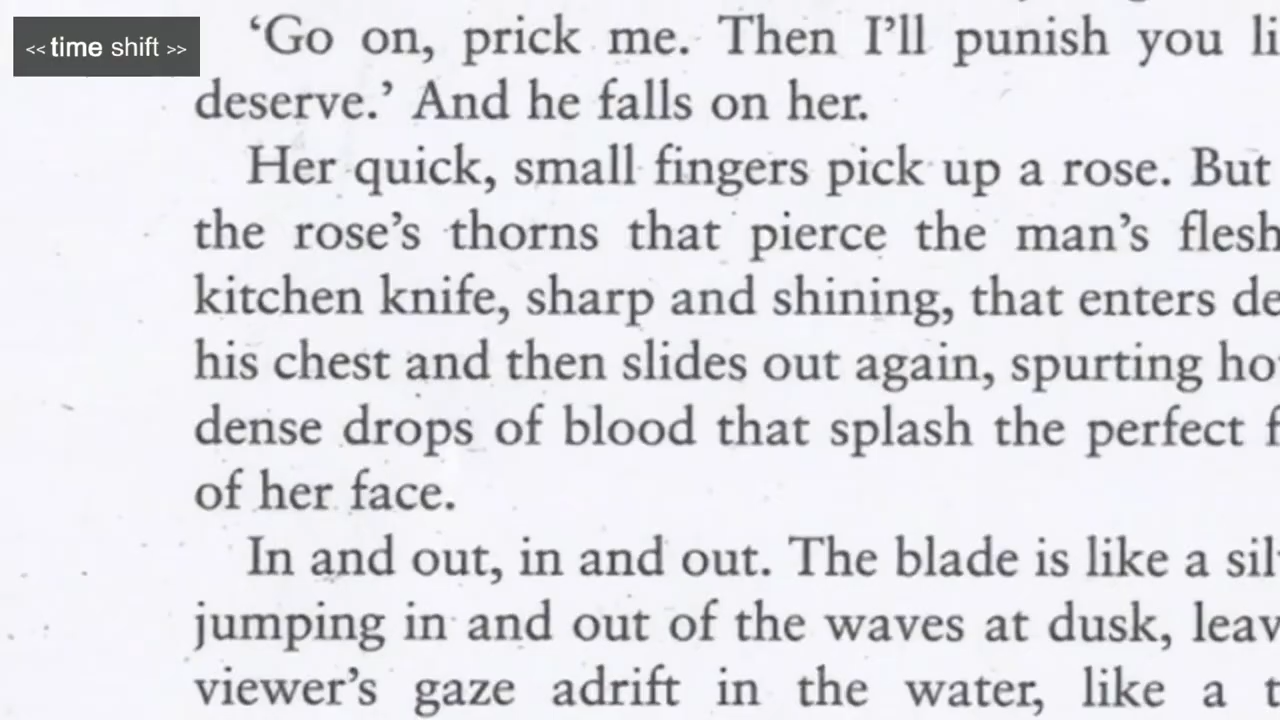 << time shift >>
‘Go on, prick me. Then I’ll punish you
deserve.’ And he falls on her.
Her quick, small fingers pick up a rose. But
the rose’s thorns that pierce the man’s flesh
kitchen knife, sharp and shining, that enters
his chest and then slides out again, spurting
dense drops of blood that splash the perfect
of her face.
In and out, in and out. The blade is like a
jumping in and out of the waves at dusk,
viewer’s gaze adrift in the water, like a